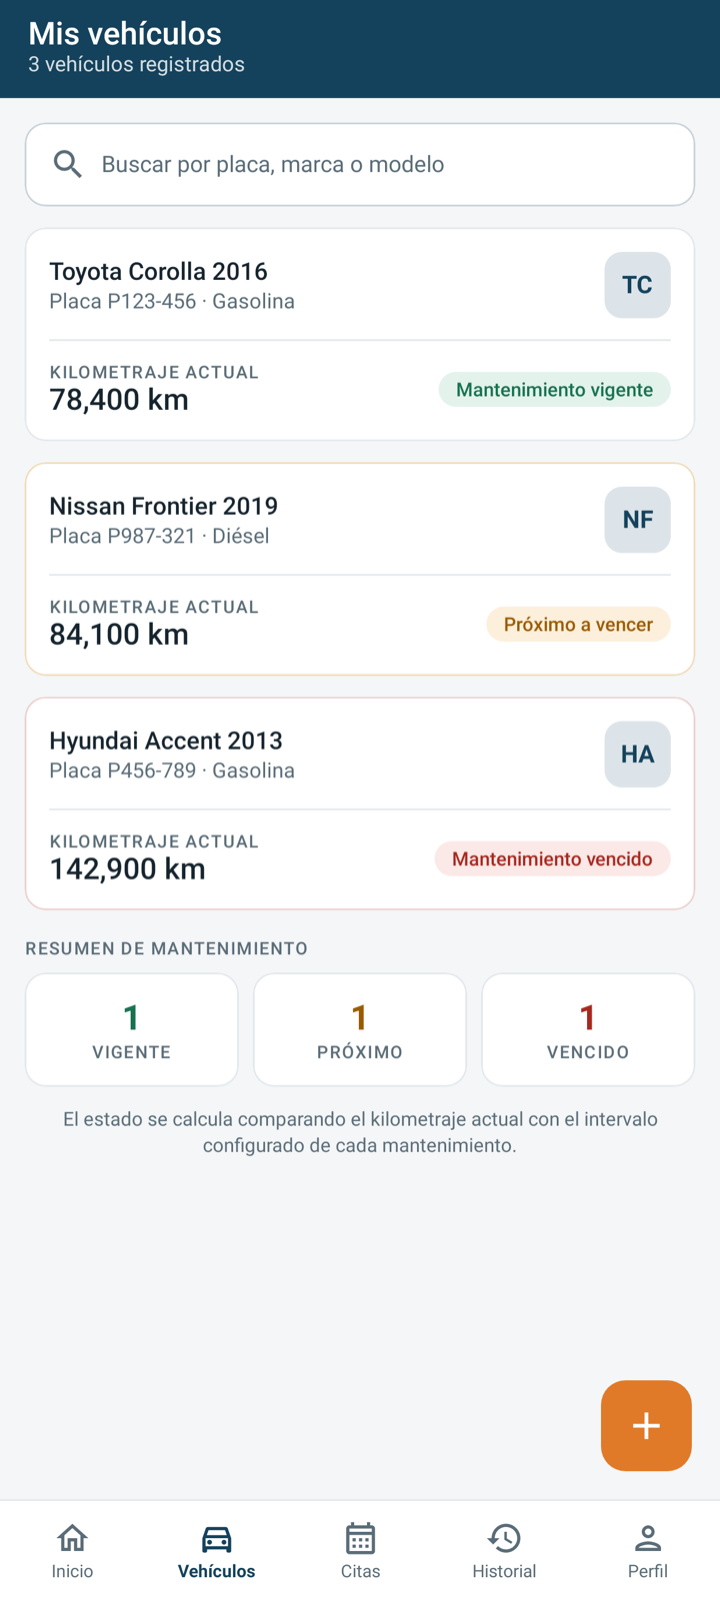 Mis vehículos
3 vehículos registrados
Buscar por placa, marca o modelo
Toyota Corolla 2016
Placa P123-456 · Gasolina
TC
KILOMETRAJE ACTUAL
78,400 km
Mantenimiento vigente
Nissan Frontier 2019
Placa P987-321 · Diésel
NF
KILOMETRAJE ACTUAL
84,100 km
Próximo a vencer
Hyundai Accent 2013
Placa P456-789 · Gasolina
HA
KILOMETRAJE ACTUAL
142,900 km
Mantenimiento vencido
RESUMEN DE MANTENIMIENTO
1
VIGENTE
1
PRÓXIMO
1
VENCIDO
El estado se calcula comparando el kilometraje actual con el intervalo
configurado de cada mantenimiento.
+
Inicio
Vehículos
Citas
Historial
Perfil